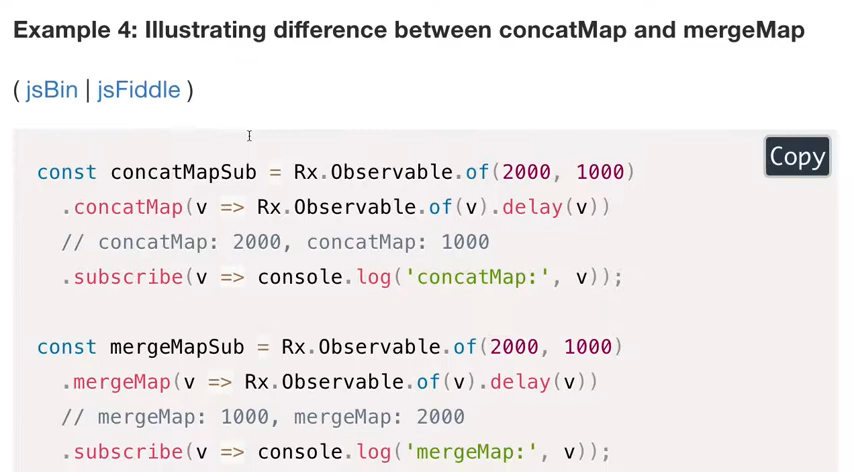 Example 4: Illustrating difference between concatMap and mergeMap
( jsBin | jsFiddle )
Copy
const concatMapSub = Rx.Observable.of(2000, 1000)
  .concatMap(v => Rx.Observable.of(v).delay(v))
  // concatMap: 2000, concatMap: 1000
  .subscribe(v => console.log('concatMap:', v));

const mergeMapSub = Rx.Observable.of(2000, 1000)
  .mergeMap(v => Rx.Observable.of(v).delay(v))
  // mergeMap: 1000, mergeMap: 2000
  .subscribe(v => console.log('mergeMap:', v));